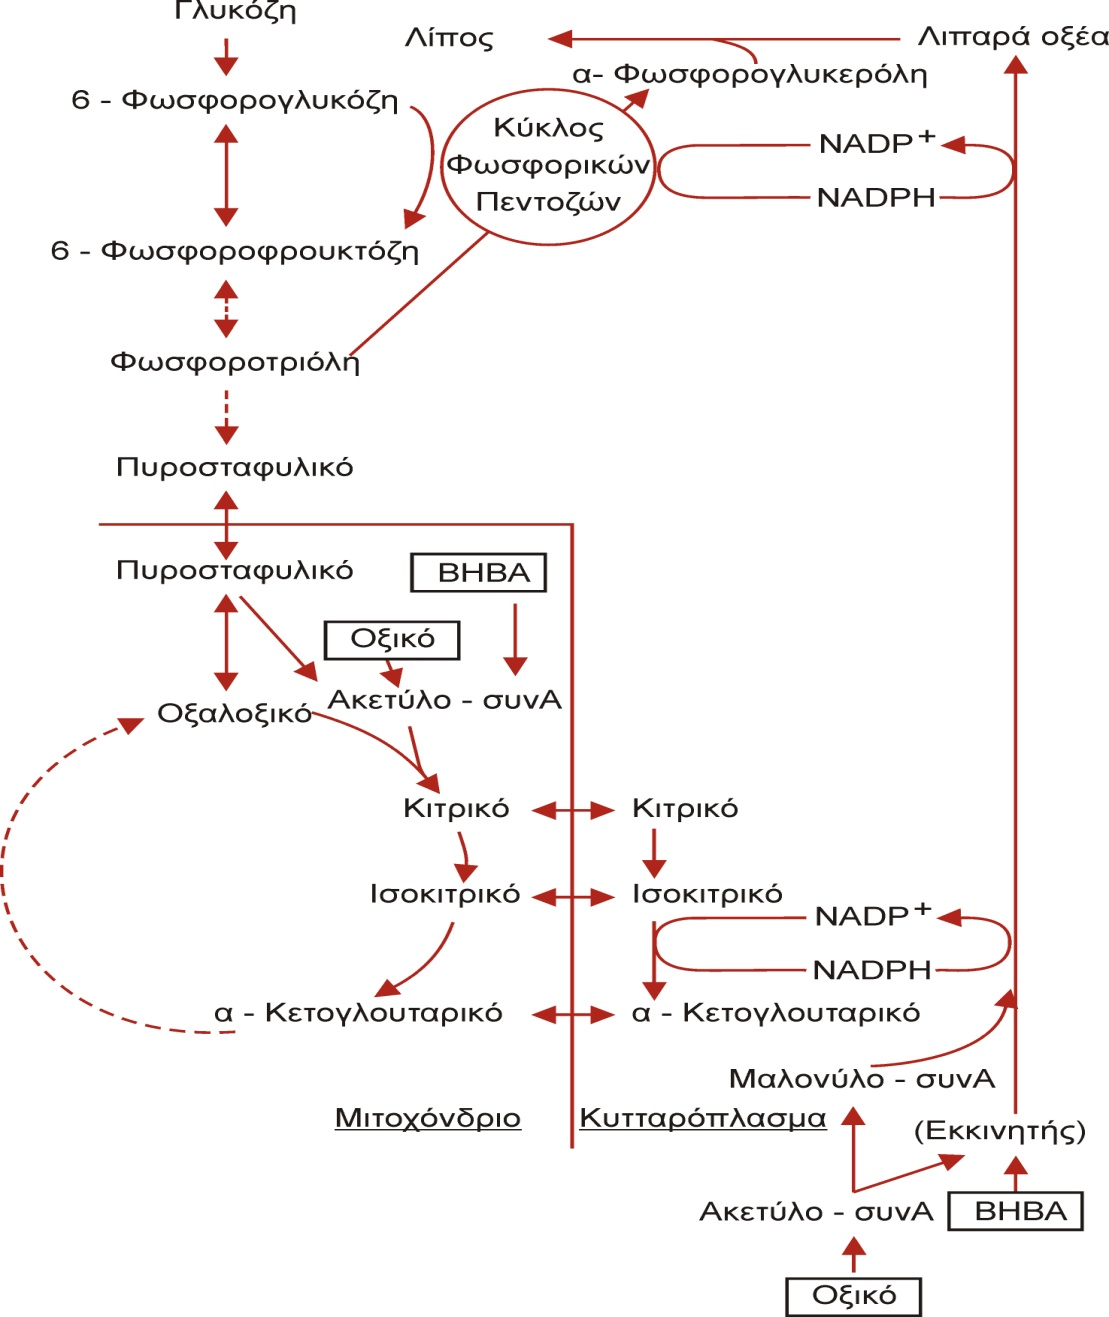 Γλυκόζη
Λίπος
Λιπαρά οξέα
α- Φωσφορογλυκερόλη
6 - Φωσφορογλυκόζη
Κύκλος
Φωσφορικών
Πεντοζών
NADP+
NADPH
6 - Φωσφοροφρουκτόζη
Φωσφοροτριόλη
Πυροσταφυλικό
Πυροσταφυλικό
BHBA
Οξικό
Ακετύλο - συνΑ
Οξαλοξικό
Κιτρικό
Κιτρικό
Ισοκιτρικό
Ισοκιτρικό
NADP+
NADPH
α - Κετογλουταρικό
α - Κετογλουταρικό
Μαλονύλο - συνΑ
Μιτοχόνδριο
Κυτταρόπλασμα
(Εκκινητής)
Ακετύλο - συνΑ
BHBA
Οξικό